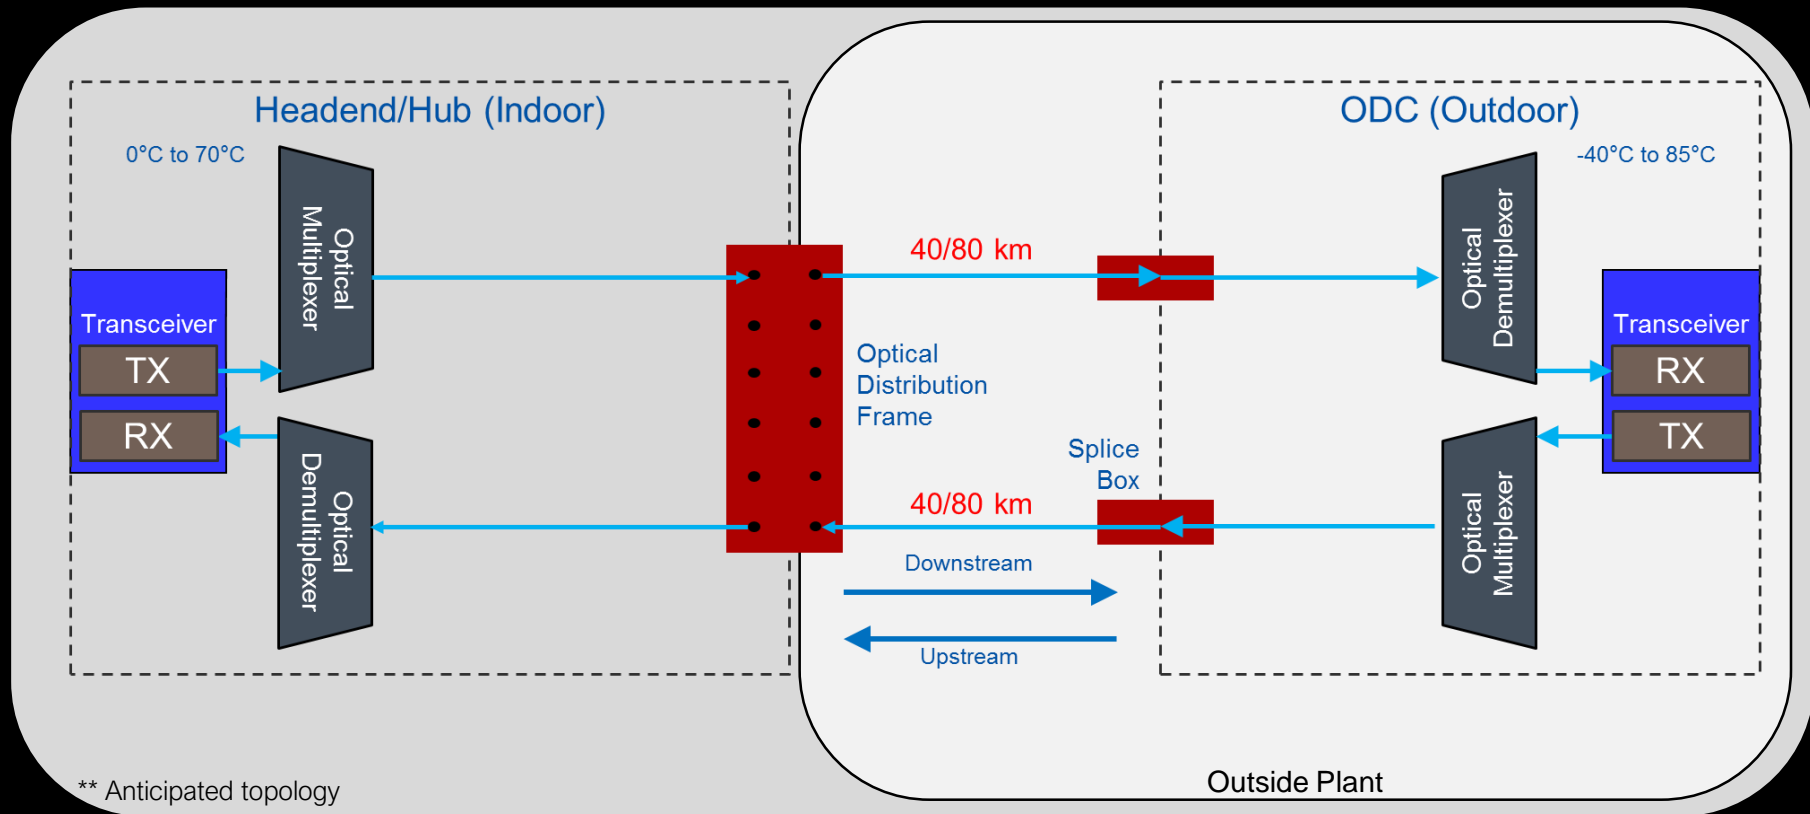 Headend/Hub (Indoor)
0°C to 70°C
Optical
Multiplexer
Transceiver
TX
RX
Optical
Demultiplexer
Optical
Distribution
Frame
40/80 km
40/80 km
Splice
Box
Downstream
Upstream
ODC (Outdoor)
-40°C to 85°C
Optical
Demultiplexer
Transceiver
RX
TX
Optical
Multiplexer
** Anticipated topology
Outside Plant